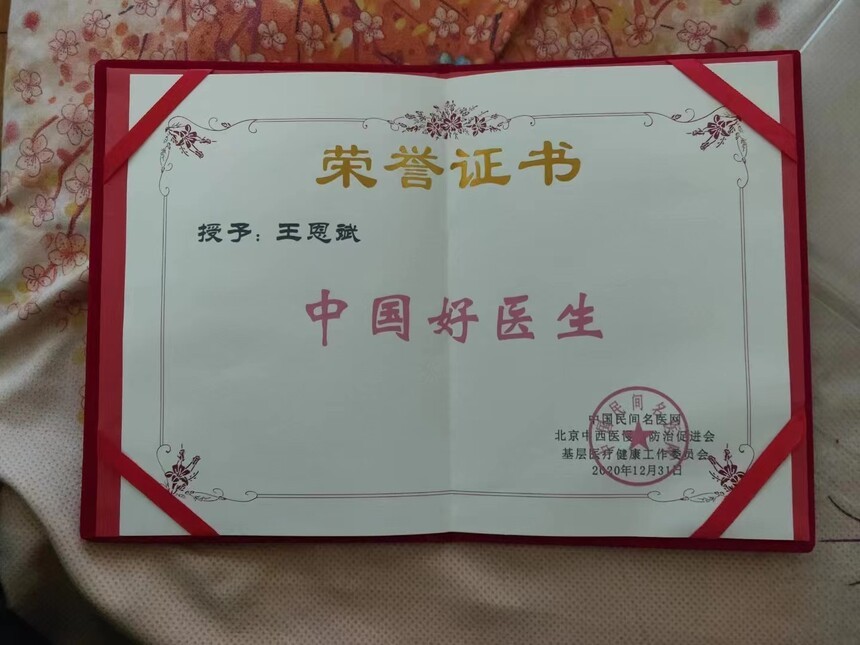 荣誉证书
授予：王恩斌
中国好医生
中国民间名医网
北京中西医慢 防治促进会
基层医疗健康工作委员会
2020年12月31日